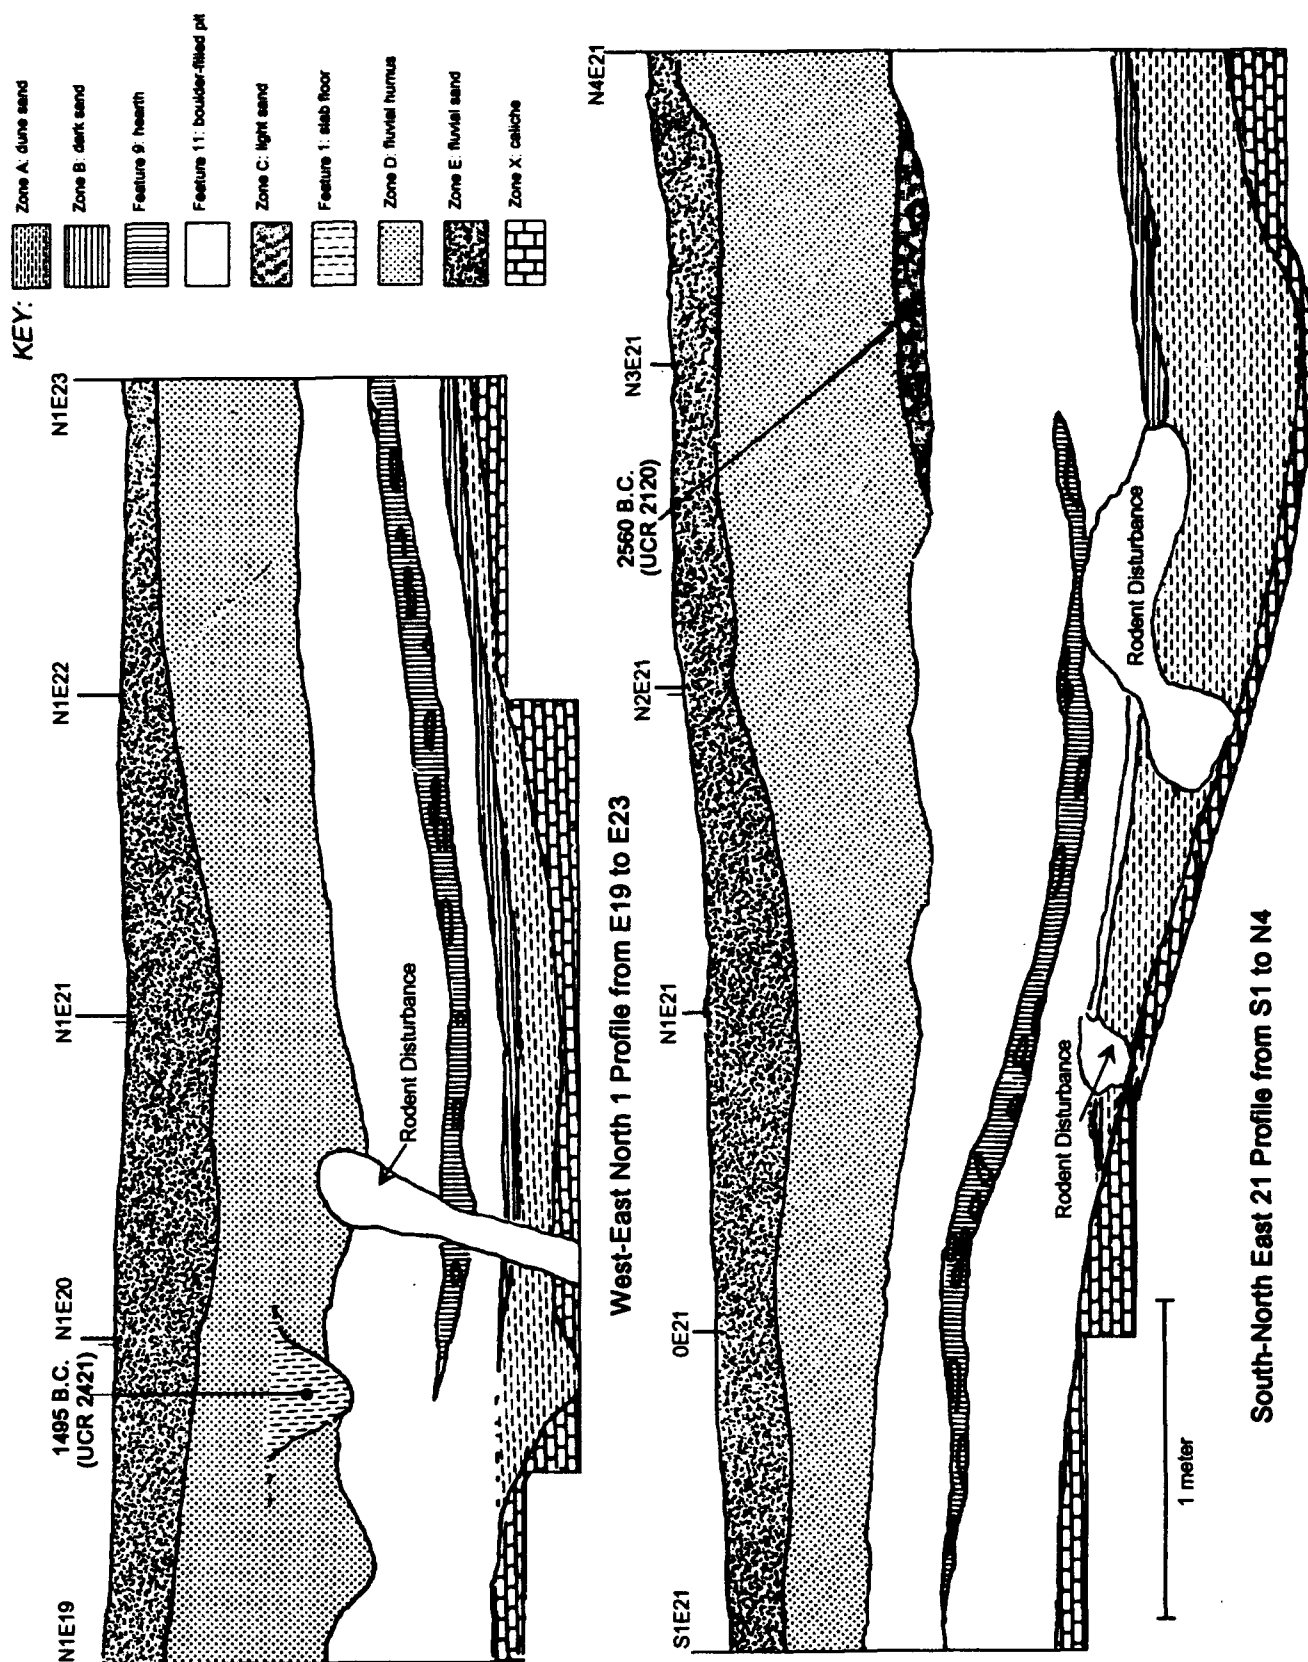 KEY:
Zone A: dune sand
Zone B: dark sand
Feature 9: hearth
Feature 11: boulder-filled pit
Zone C: light sand
Feature 1: slab floor
Zone D: fluvial humus
Zone E: fluvial sand
Zone X: caliche
N1E19
1495 B.C.
(UCR 2421)
N1E20
N1E21
N1E22
N1E23
Rodent Disturbance
West-East North 1 Profile from E19 to E23
S1E21
0E21
N1E21
N2E21
2560 B.C.
(UCR 2120)
N3E21
N4E21
Rodent Disturbance
Rodent Disturbance
1 meter
South-North East 21 Profile from S1 to N4